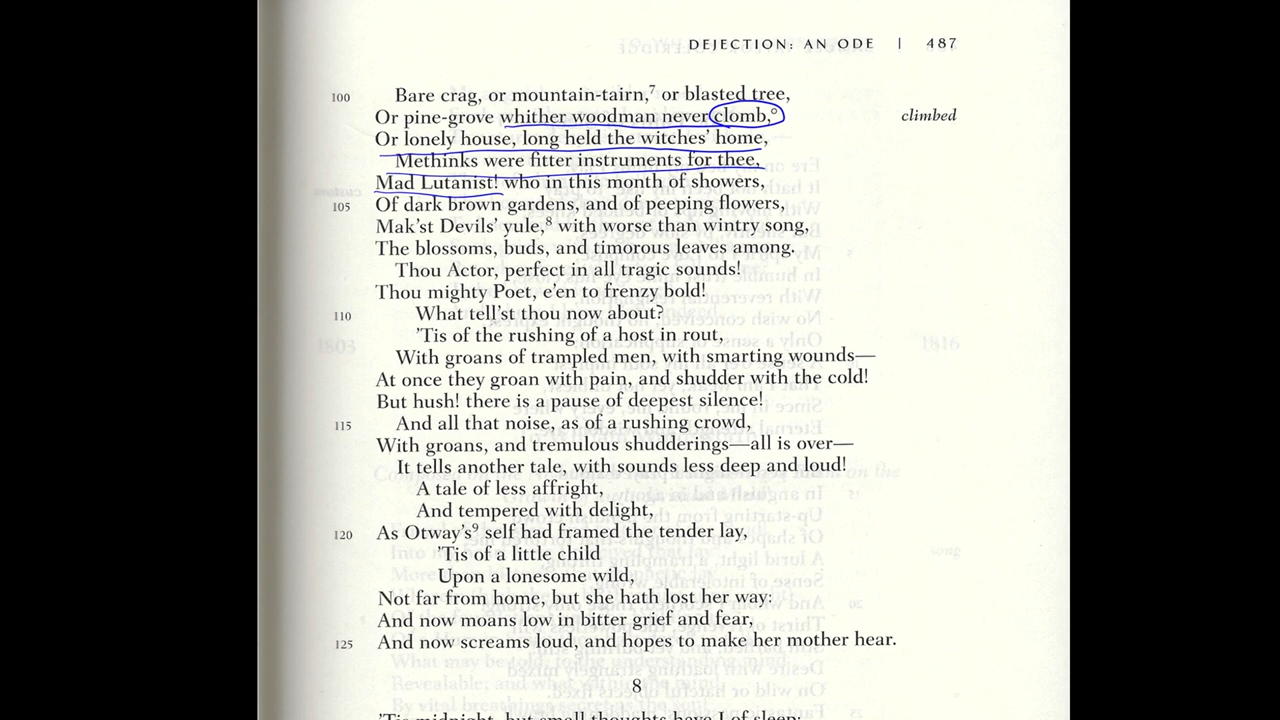 DEJECTION: AN ODE | 487
100 Bare crag, or mountain-tairn,7 or blasted tree,
Or pine-grove whither woodman never clomb,° climbed
Or lonely house, long held the witches' home,
Methinks were fitter instruments for thee,
Mad Lutanist! who in this month of showers,
105 Of dark brown gardens, and of peeping flowers,
Mak'st Devils' yule,8 with worse than wintry song,
The blossoms, buds, and timorous leaves among.
Thou Actor, perfect in all tragic sounds!
Thou mighty Poet, e'en to frenzy bold!
110 What tell'st thou now about?
'Tis of the rushing of a host in rout,
With groans of trampled men, with smarting wounds—
At once they groan with pain, and shudder with the cold!
But hush! there is a pause of deepest silence!
115 And all that noise, as of a rushing crowd,
With groans, and tremulous shudderings—all is over—
It tells another tale, with sounds less deep and loud!
A tale of less affright,
And tempered with delight,
120 As Otway's9 self had framed the tender lay,
'Tis of a little child
Upon a lonesome wild,
Not far from home, but she hath lost her way:
And now moans low in bitter grief and fear,
125 And now screams loud, and hopes to make her mother hear.
8
'Tis midnight, but small thoughts have I of sleep: